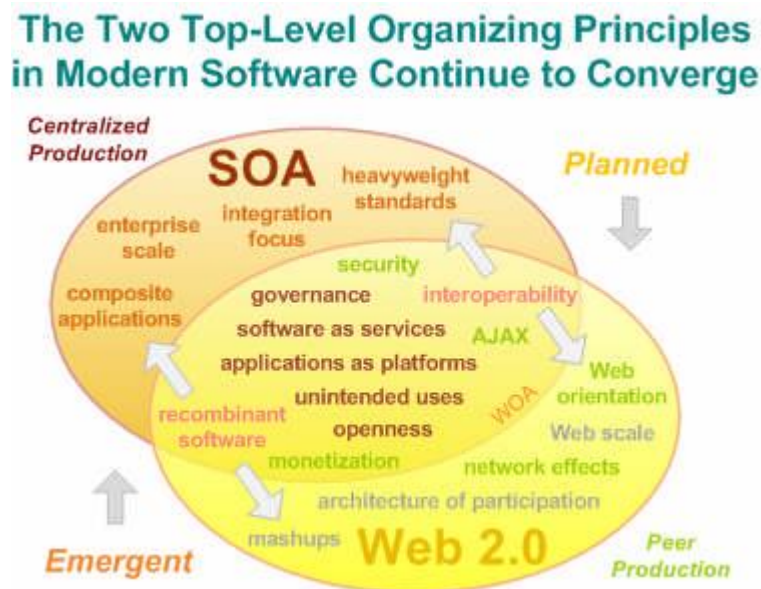 The Two Top-Level Organizing Principles
in Modern Software Continue to Converge
Centralized
Production
SOA
heavyweight
standards
Planned
enterprise
scale
integration
focus
security
composite
applications
governance
interoperability
software as services
AJAX
applications as platforms
Web
orientation
unintended uses
WOA
recombinant
software
openness
Web scale
monetization
network effects
architecture of participation
mashups
Web 2.0
Emergent
Peer
Production